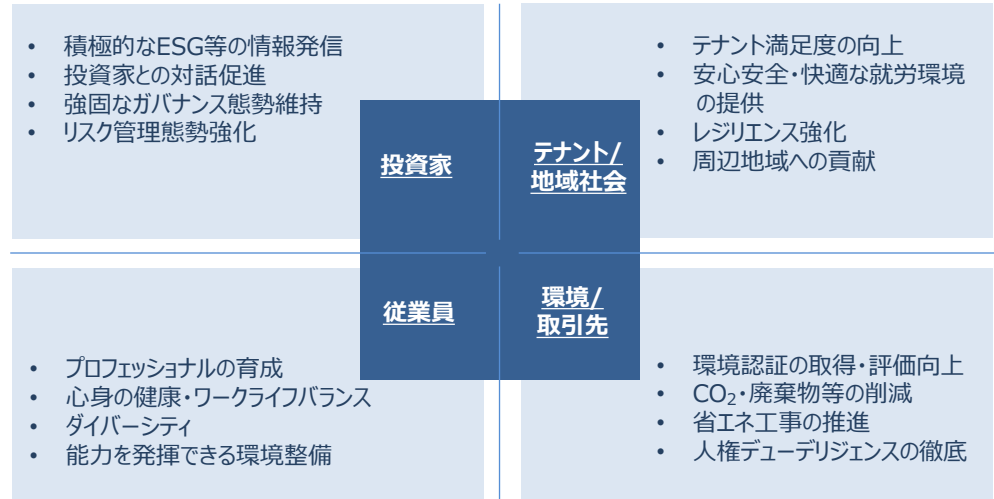 • 積極的なESG等の情報発信
• 投資家との対話促進
• 強固なガバナンス態勢維持
• リスク管理態勢強化
投資家
• テナント満足度の向上
• 安心安全・快適な就労環境
の提供
• レジリエンス強化
• 周辺地域への貢献
テナント/
地域社会
従業員
• プロフェッショナルの育成
• 心身の健康・ワークライフバランス
• ダイバーシティ
• 能力を発揮できる環境整備
環境/
取引先
• 環境認証の取得・評価向上
• CO₂・廃棄物等の削減
• 省エネ工事の推進
• 人権デューデリジェンスの徹底